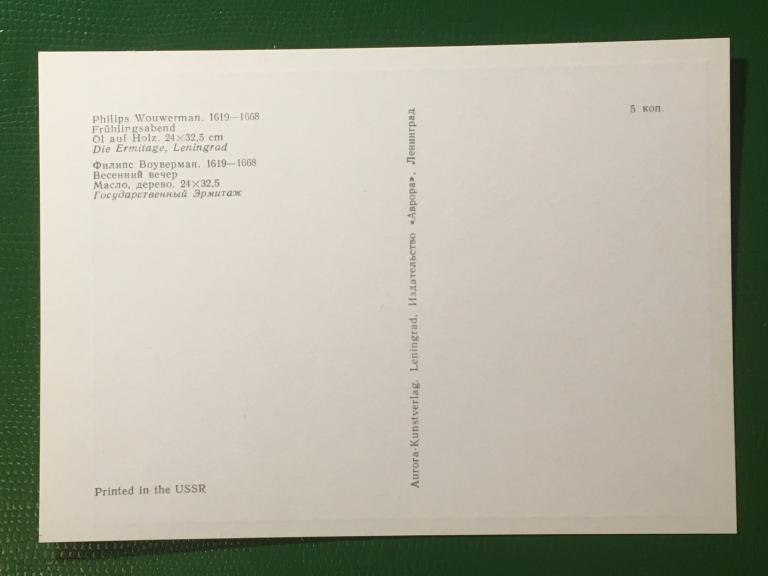 Philips Wouwerman. 1619—1668
Frühlingsabend
Öl auf Holz. 24×32,5 cm
Die Ermitage, Leningrad
Филипс Воуверман. 1619—1668
Весенний вечер
Масло, дерево. 24×32,5
Государственный Эрмитаж
Printed in the USSR
Aurora-Kunstverlag. Leningrad. Издательство «Аврора». Ленинград
5 коп.